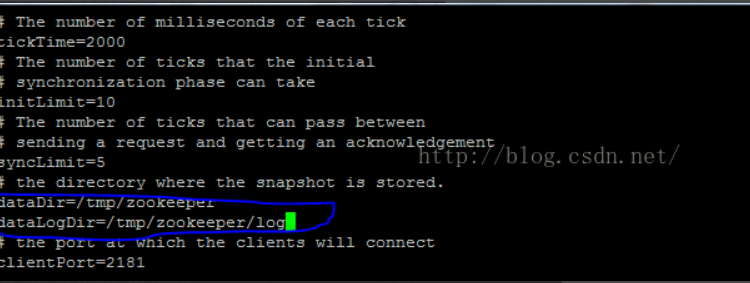 # The number of milliseconds of each tick
tickTime=2000
# The number of ticks that the initial
# synchronization phase can take
initLimit=10
# The number of ticks that can pass between
# sending a request and getting an acknowledgement
syncLimit=5
# the directory where the snapshot is stored.
dataDir=/tmp/zookeeper
dataLogDir=/tmp/zookeeper/log
# the port at which the clients will connect
clientPort=2181
http://blog.csdn.net/